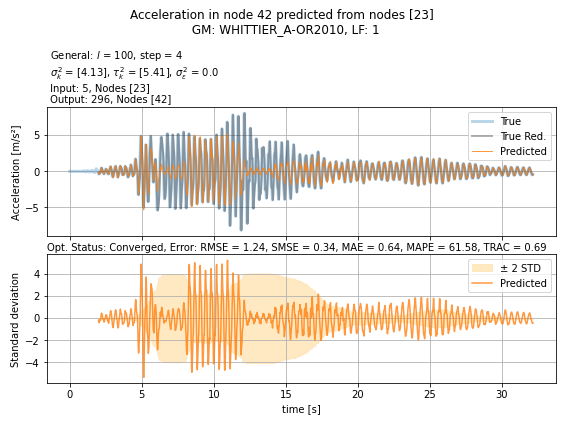 Acceleration in node 42 predicted from nodes [23]
GM: WHITTIER_A-OR2010, LF: 1
General: l = 100, step = 4
σ²ₖ = [4.13], τ²ₖ = [5.41], σ²ε = 0.0
Input: 5, Nodes [23]
Output: 296, Nodes [42]
Acceleration [m/s²]
5
0
−5
True
True Red.
Predicted
Opt. Status: Converged, Error: RMSE = 1.24, SMSE = 0.34, MAE = 0.64, MAPE = 61.58, TRAC = 0.69
Standard deviation
4
2
0
−2
−4
± 2 STD
Predicted
0 5 10 15 20 25 30
time [s]